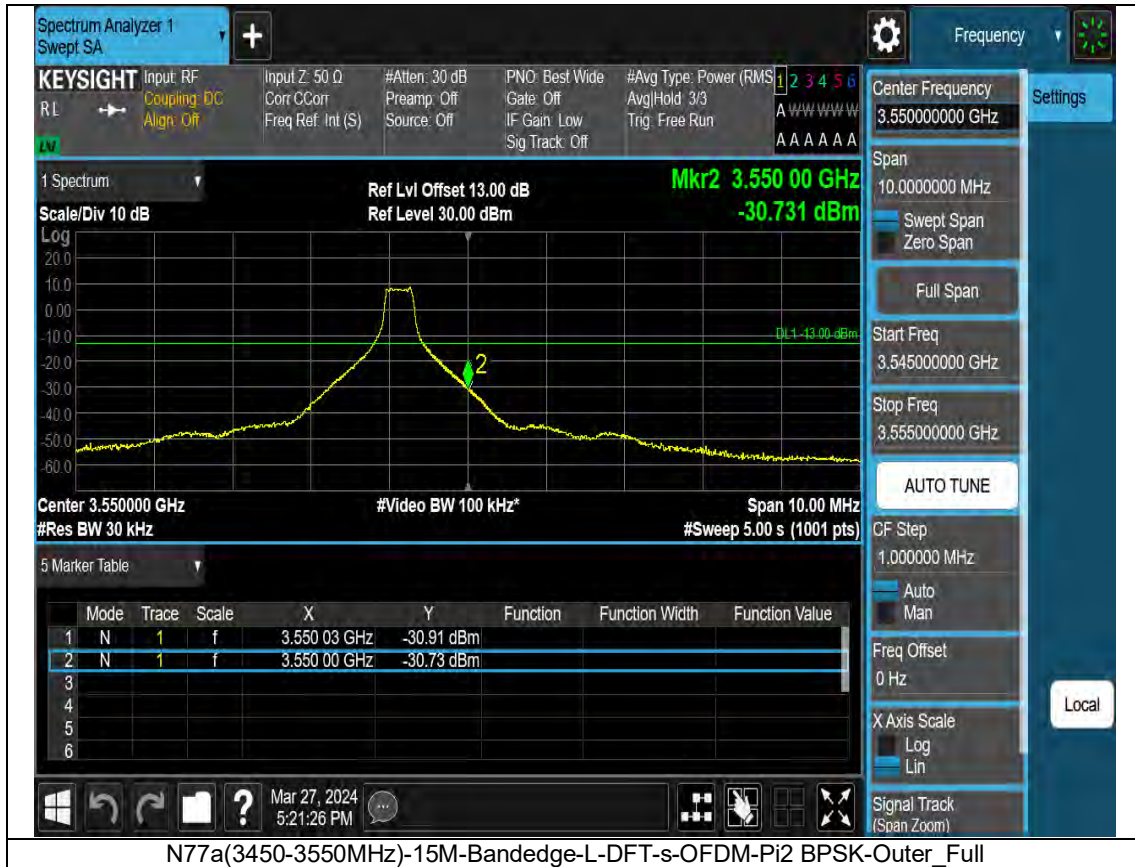 Spectrum Analyzer 1
Swept SA
+
Frequency
KEYSIGHT
RL
Input: RF
Coupling: DC
Align: Off
Input Z: 50 Ω
Corr CCorr
Freq Ref: Int (S)
#Atten: 30 dB
Preamp: Off
Source: Off
PNO: Best Wide
Gate: Off
IF Gain: Low
Sig Track: Off
#Avg Type: Power (RMS
Avg|Hold: 3/3
Trig: Free Run
1 2 3 4 5 6
A W W W W W
A A A A A A
1 Spectrum
Scale/Div 10 dB
Ref Lvl Offset 13.00 dB
Ref Level 30.00 dBm
Mkr2 3.550 00 GHz
-30.731 dBm
Log
20.0
10.0
0.00
-10.0
-20.0
-30.0
-40.0
-50.0
-60.0
DL1 -13.00 dBm
2
Center 3.550000 GHz
#Res BW 30 kHz
#Video BW 100 kHz*
Span 10.00 MHz
#Sweep 5.00 s (1001 pts)
5 Marker Table
Mode Trace Scale X Y Function Function Width Function Value
1 N 1 f 3.550 03 GHz -30.91 dBm
2 N 1 f 3.550 00 GHz -30.73 dBm
3
4
5
6
Center Frequency
3.550000000 GHz
Settings
Span
10.0000000 MHz
Swept Span
Zero Span
Full Span
Start Freq
3.545000000 GHz
Stop Freq
3.555000000 GHz
AUTO TUNE
CF Step
1.000000 MHz
Auto
Man
Freq Offset
0 Hz
X Axis Scale
Log
Lin
Local
Signal Track
(Span Zoom)
?
Mar 27, 2024
5:21:26 PM
N77a(3450-3550MHz)-15M-Bandedge-L-DFT-s-OFDM-Pi2 BPSK-Outer_Full